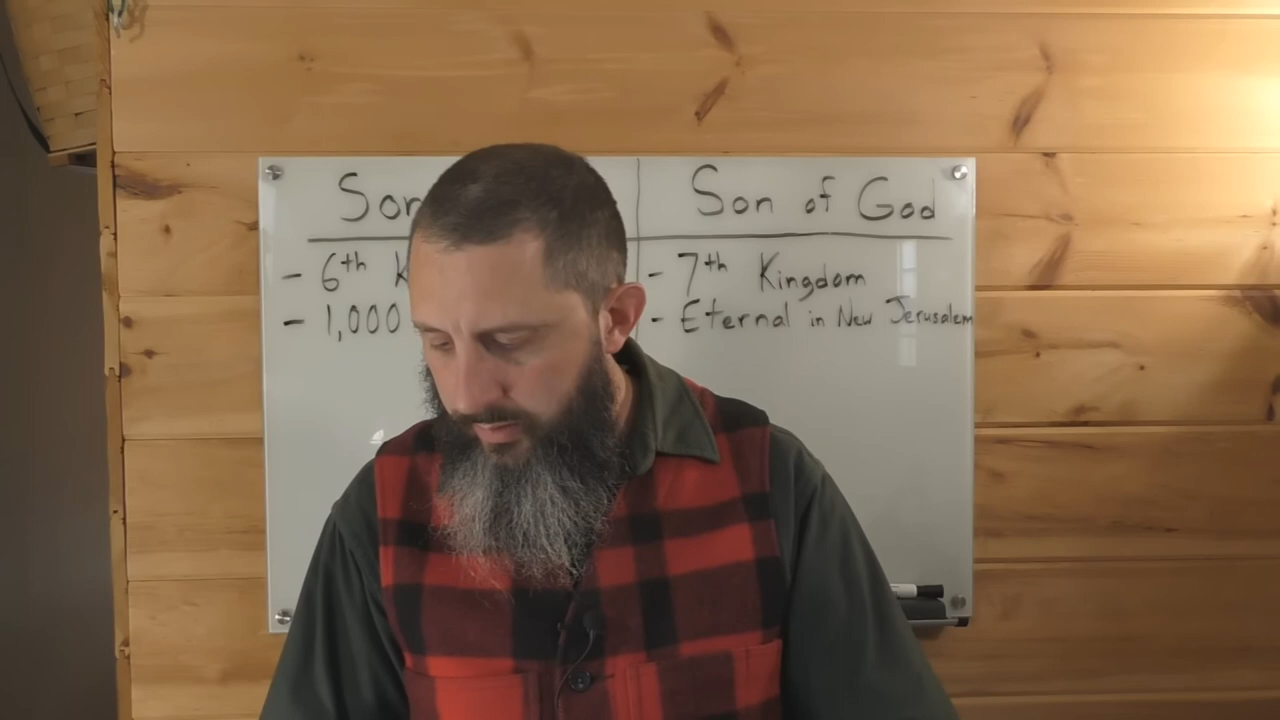 Son
Son of God
- 6th K
- 1,000
- 7th Kingdom
- Eternal in New Jerusalem